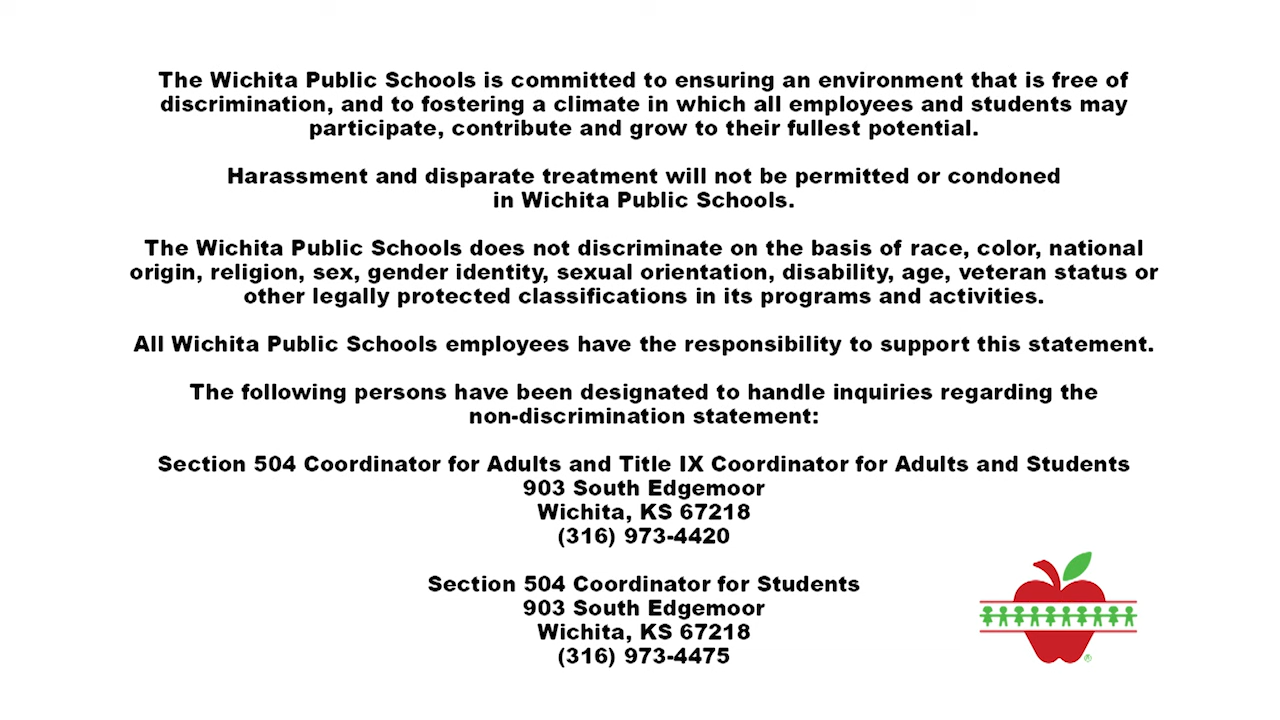 The Wichita Public Schools is committed to ensuring an environment that is free of
discrimination, and to fostering a climate in which all employees and students may
participate, contribute and grow to their fullest potential.
Harassment and disparate treatment will not be permitted or condoned
in Wichita Public Schools.
The Wichita Public Schools does not discriminate on the basis of race, color, national
origin, religion, sex, gender identity, sexual orientation, disability, age, veteran status or
other legally protected classifications in its programs and activities.
All Wichita Public Schools employees have the responsibility to support this statement.
The following persons have been designated to handle inquiries regarding the
non-discrimination statement:
Section 504 Coordinator for Adults and Title IX Coordinator for Adults and Students
903 South Edgemoor
Wichita, KS 67218
(316) 973-4420
Section 504 Coordinator for Students
903 South Edgemoor
Wichita, KS 67218
(316) 973-4475
®